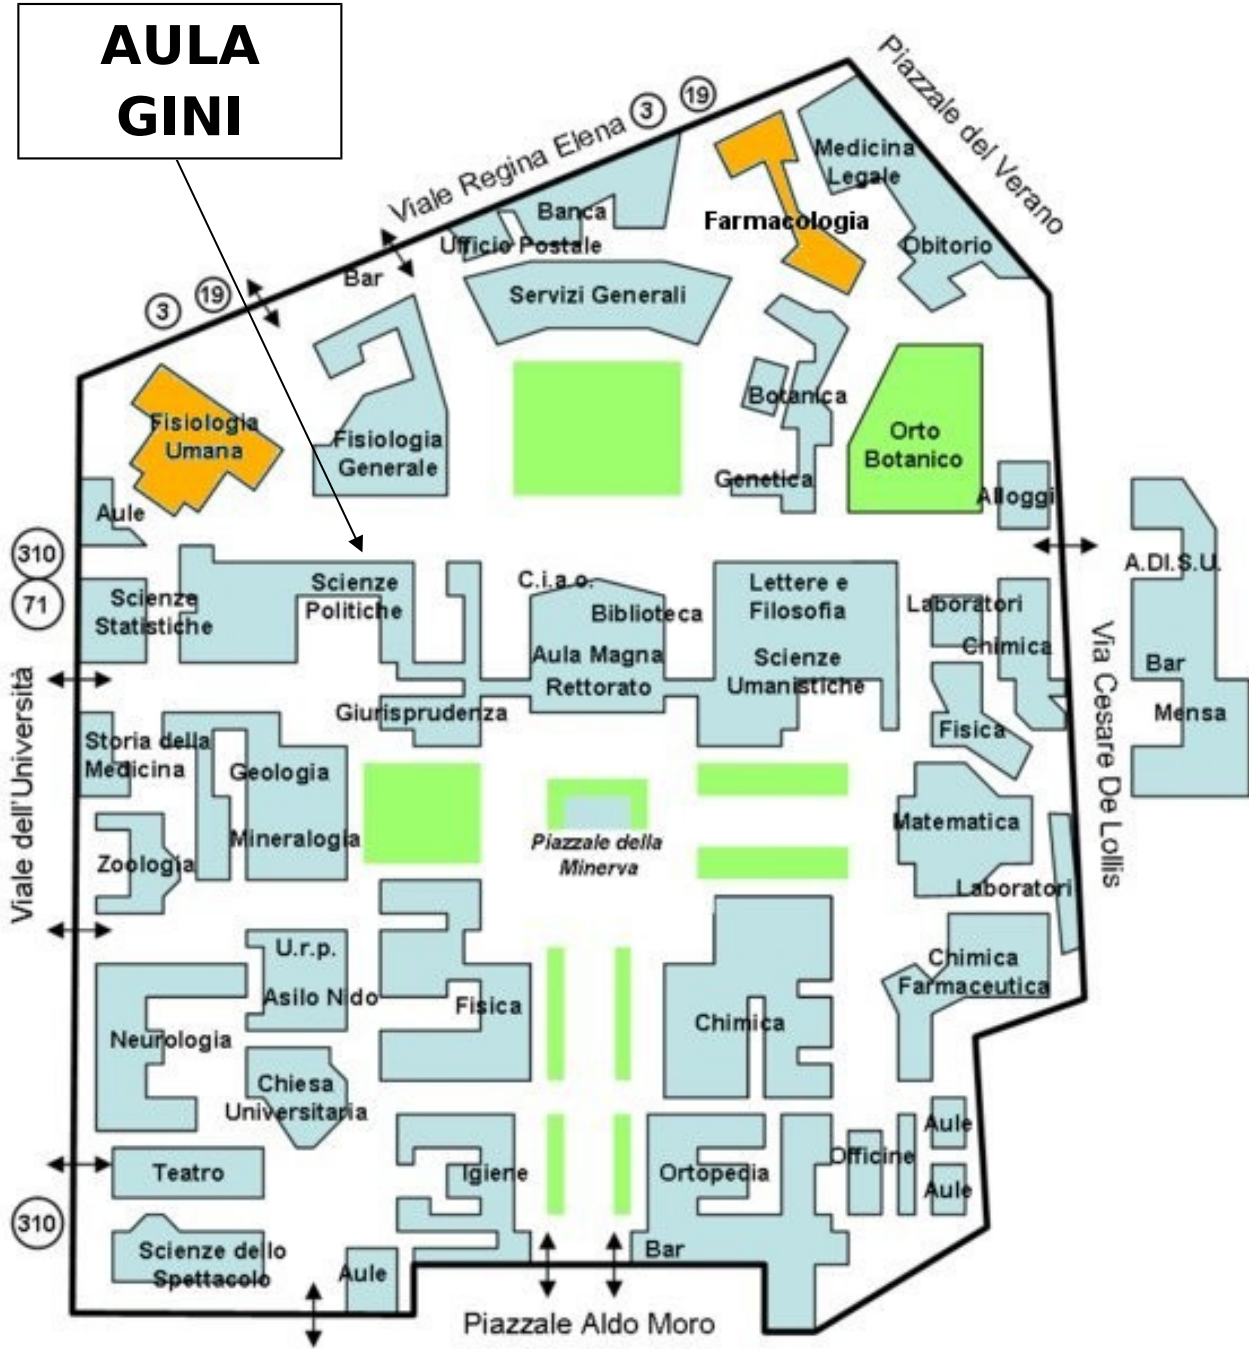 AULA
GINI
Piazzale del Verano
3
19
Viale Regina Elena
Medicina
Legale
Banca
Farmacologia
Ufficio Postale
Obitorio
Bar
3
19
Servizi Generali
Botanica
Fisiologia
Umana
Fisiologia
Generale
Orto
Botanico
Genetica
Alloggi
Aule
310
71
A.DI.S.U.
Scienze
Politiche
C.i.a.o.
Biblioteca
Lettere e
Filosofia
Laboratori
Scienze
Statistiche
Chimica
Aula Magna
Rettorato
Scienze
Umanistiche
Bar
Mensa
Via Cesare De Lollis
Viale dell'Università
Giurisprudenza
Fisica
Storia della
Medicina
Geologia
Mineralogia
Zoologia
Piazzale della
Minerva
Matematica
Laboratori
U.r.p.
Asilo Nido
Fisica
Chimica
Chimica
Farmaceutica
Neurologia
Chiesa
Universitaria
Aule
Teatro
Igiene
Ortopedia
Officine
Aule
310
Scienze dello
Spettacolo
Aule
Bar
Piazzale Aldo Moro